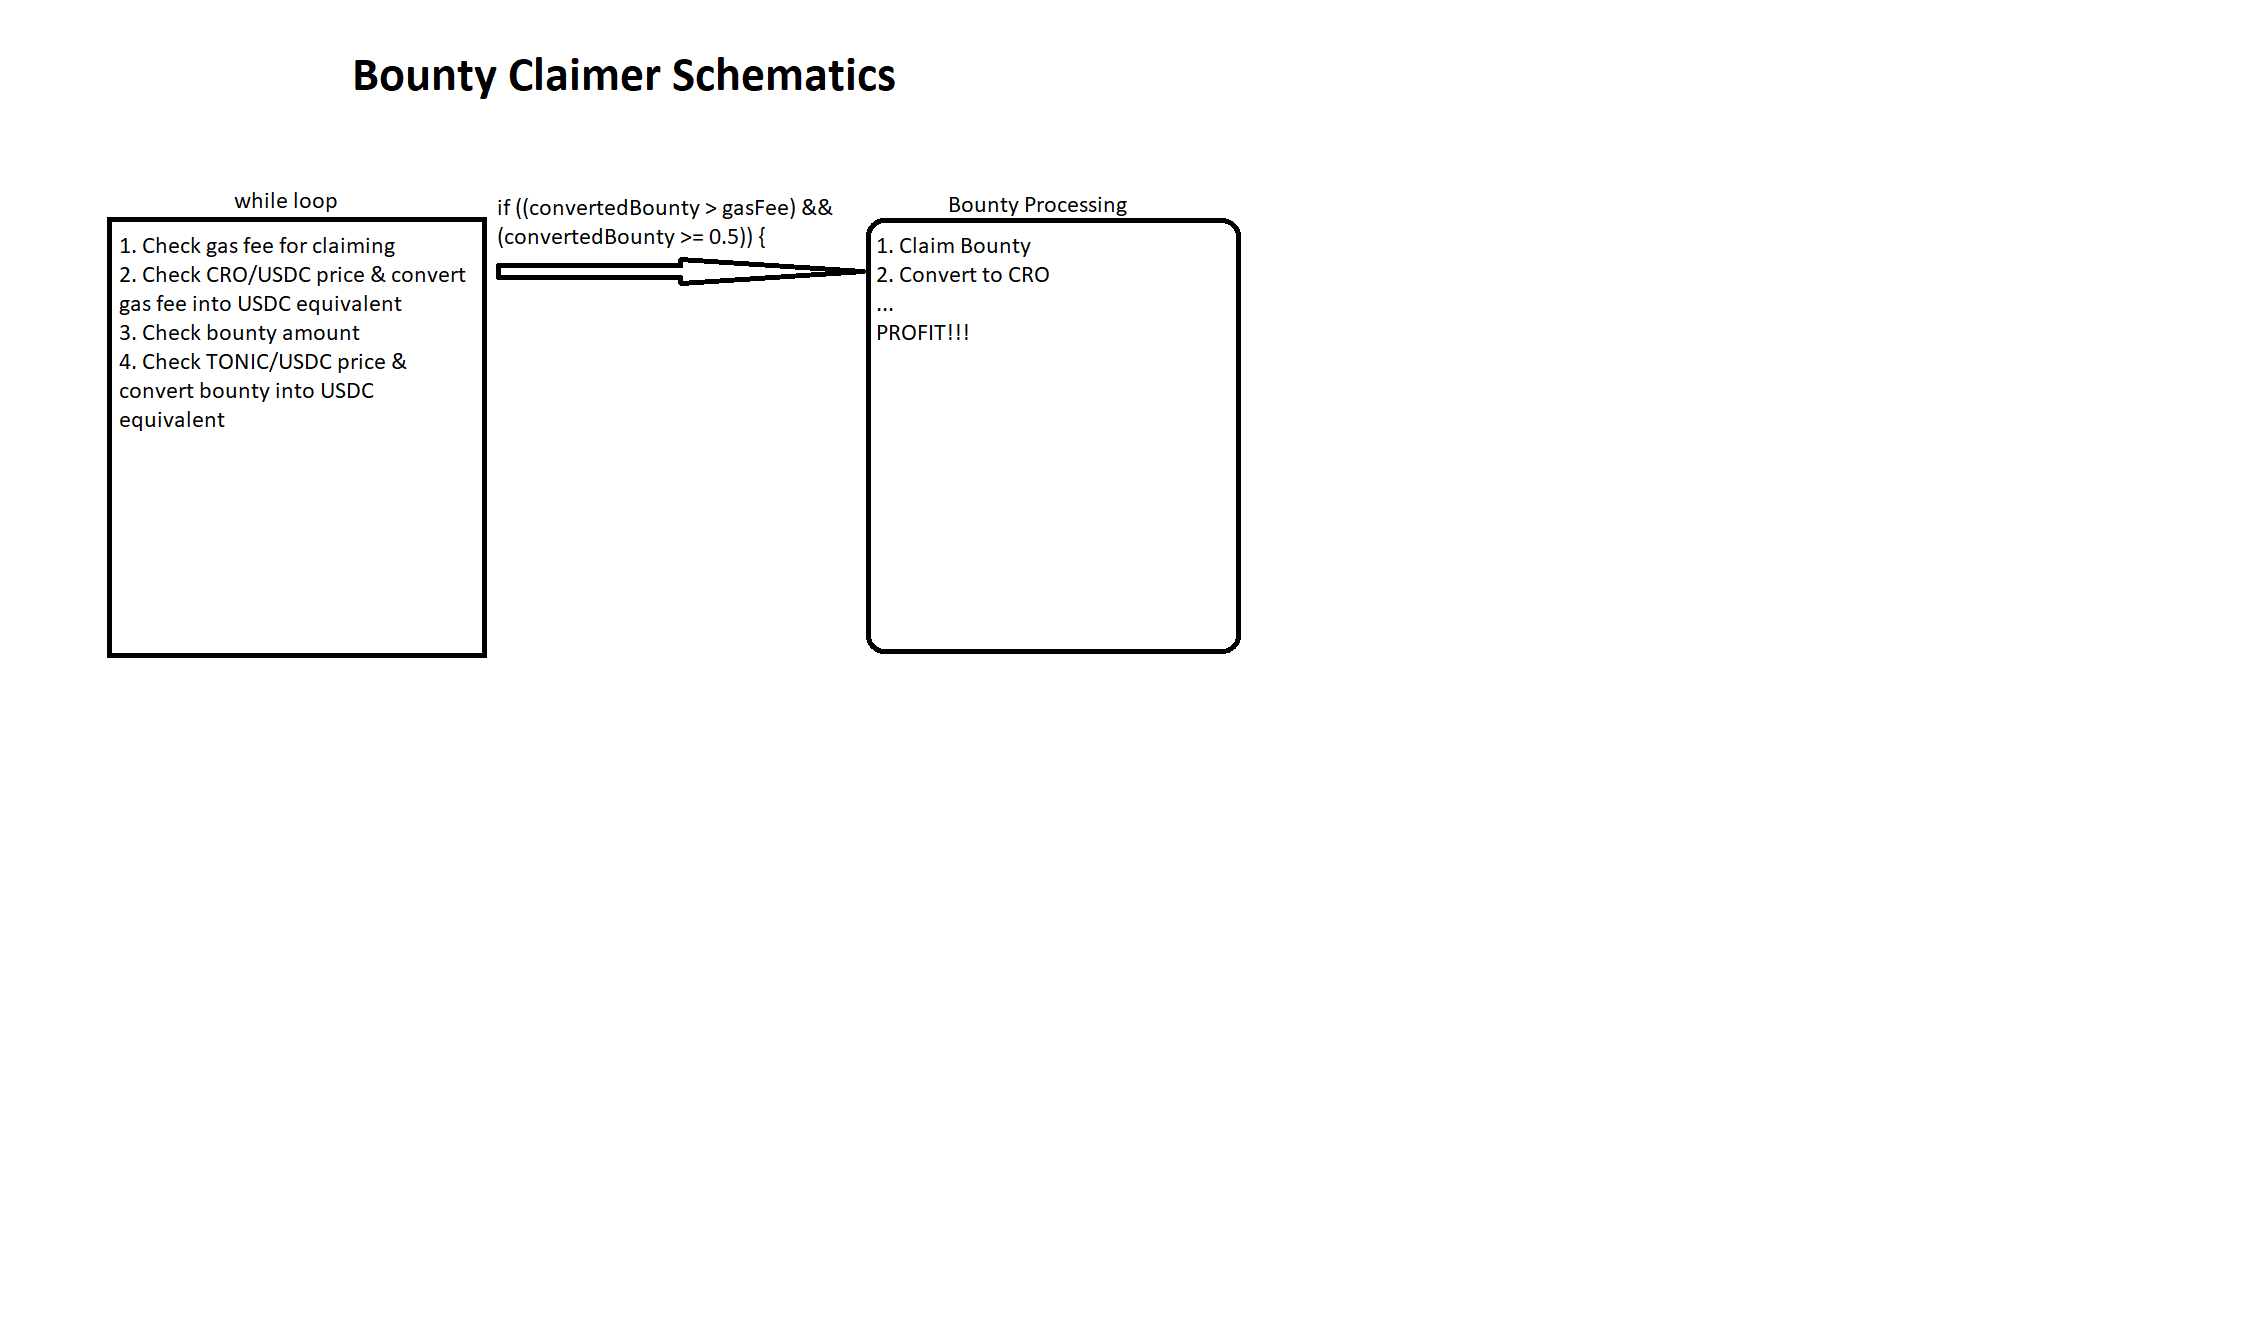 Bounty Claimer Schematics
while loop
1. Check gas fee for claiming
2. Check CRO/USDC price & convert
gas fee into USDC equivalent
3. Check bounty amount
4. Check TONIC/USDC price &
convert bounty into USDC
equivalent
if ((convertedBounty > gasFee) &&
(convertedBounty >= 0.5)) {
Bounty Processing
1. Claim Bounty
2. Convert to CRO
...
PROFIT!!!